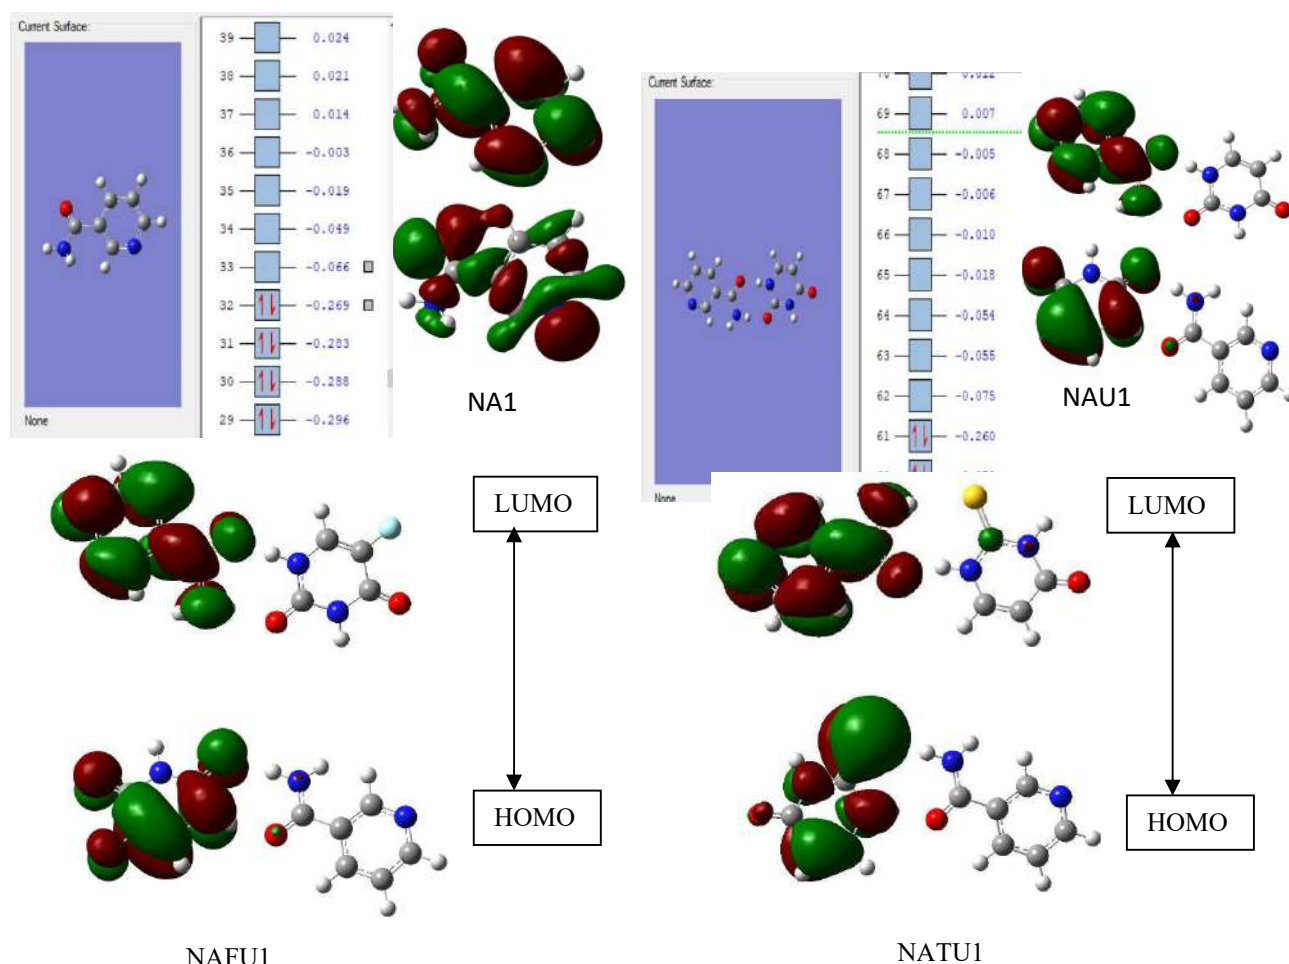 Current Surface:
39 0.024
38 0.021
37 0.014
36 -0.003
35 -0.019
34 -0.049
33 -0.066
32 -0.269
31 -0.283
30 -0.288
29 -0.296
None
NA1
Current Surface:
69 0.007
68 -0.005
67 -0.006
66 -0.010
65 -0.018
64 -0.054
63 -0.055
62 -0.075
61 -0.260
None
NAU1
LUMO
HOMO
NAFU1
LUMO
HOMO
NATU1